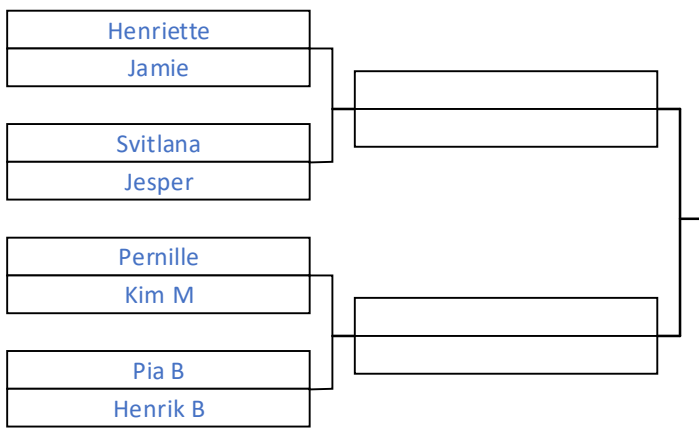 Henriette
Jamie
Svitlana
Jesper
Pernille
Kim M
Pia B
Henrik B